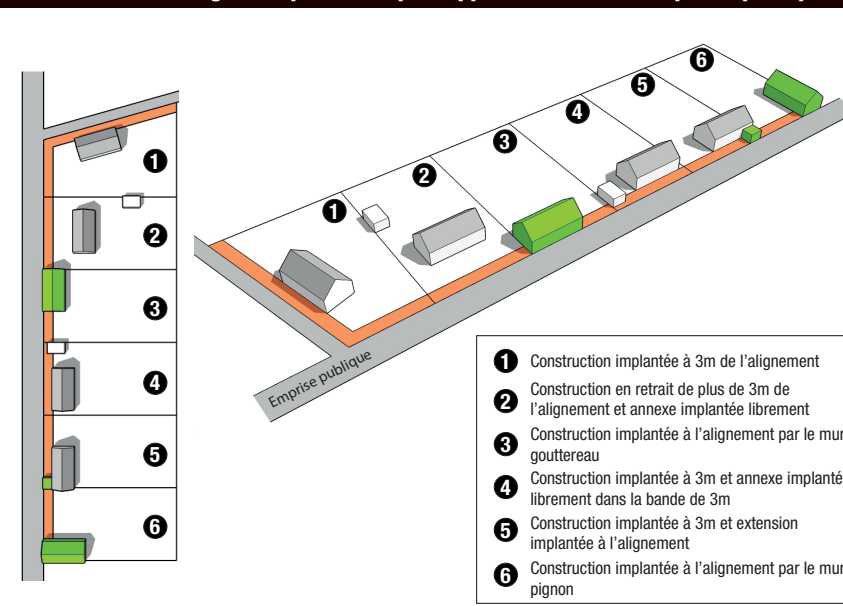 6
5
4
3
2
1
1
2
3
4
5
6
Emprise publique
1 Construction implantée à 3m de l'alignement
2 Construction en retrait de plus de 3m de
l'alignement et annexe implantée librement
3 Construction implantée à l'alignement par le mur
gouttereau
4 Construction implantée à 3m et annexe implanté
librement dans la bande de 3m
5 Construction implantée à 3m et extension
implantée à l'alignement
6 Construction implantée à l'alignement par le mur
pignon